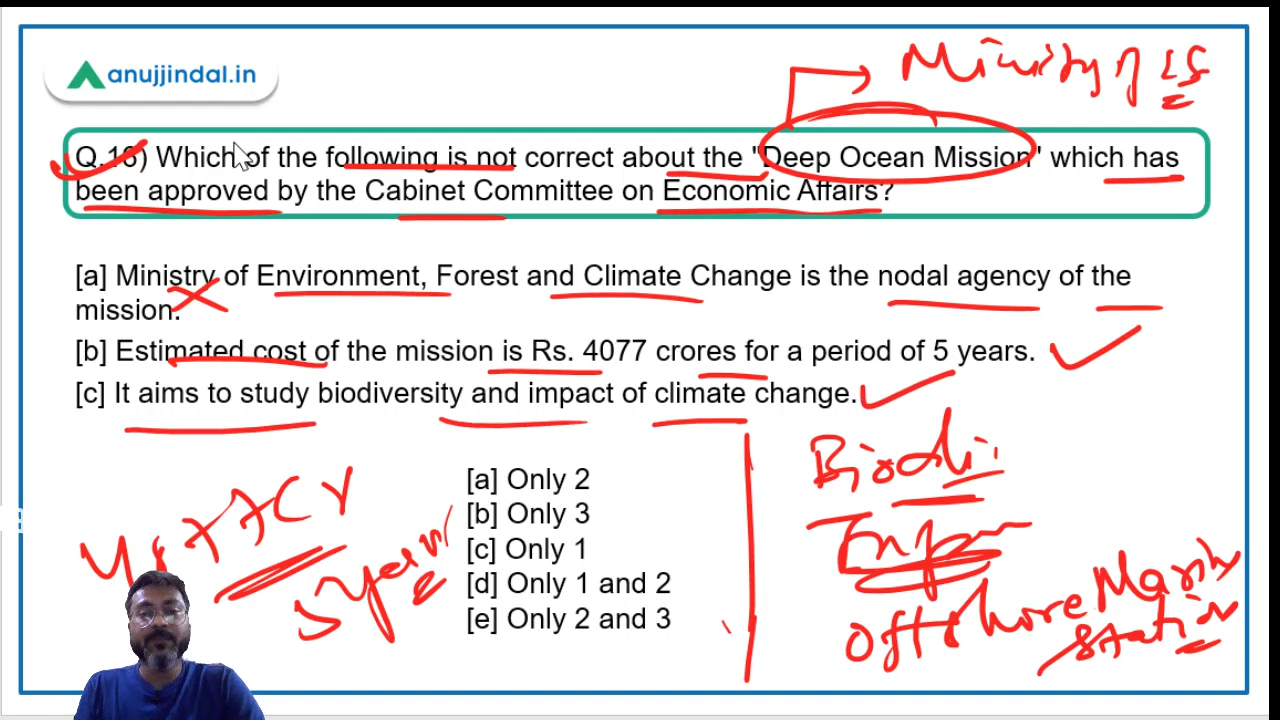 anujjindal.in
Ministry of ES
Q.18) Which of the following is not correct about the "Deep Ocean Mission" which has
been approved by the Cabinet Committee on Economic Affairs?
[a] Ministry of Environment, Forest and Climate Change is the nodal agency of the
mission.
[b] Estimated cost of the mission is Rs. 4077 crores for a period of 5 years.
[c] It aims to study biodiversity and impact of climate change.
[a] Only 2
[b] Only 3
[c] Only 1
[d] Only 1 and 2
[e] Only 2 and 3
5 years
Biodi
Offshore Marine
Station